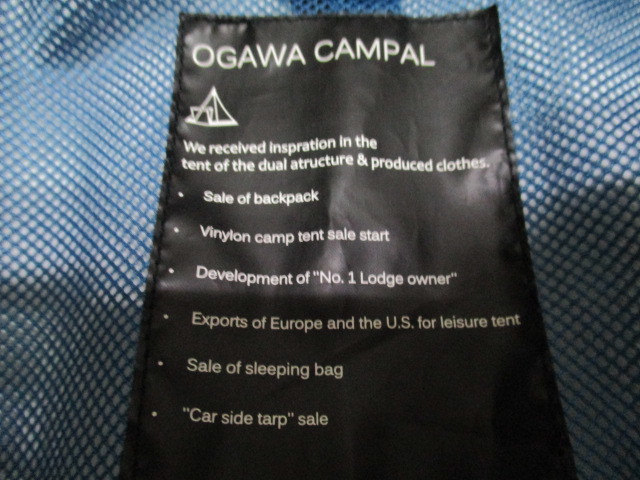 OGAWA CAMPAL
We received inspration in the
tent of the dual atructure & produced clothes.
• Sale of backpack
• Vinylon camp tent sale start
• Development of "No. 1 Lodge owner"
• Exports of Europe and the U.S. for leisure tent
• Sale of sleeping bag
• "Car side tarp" sale